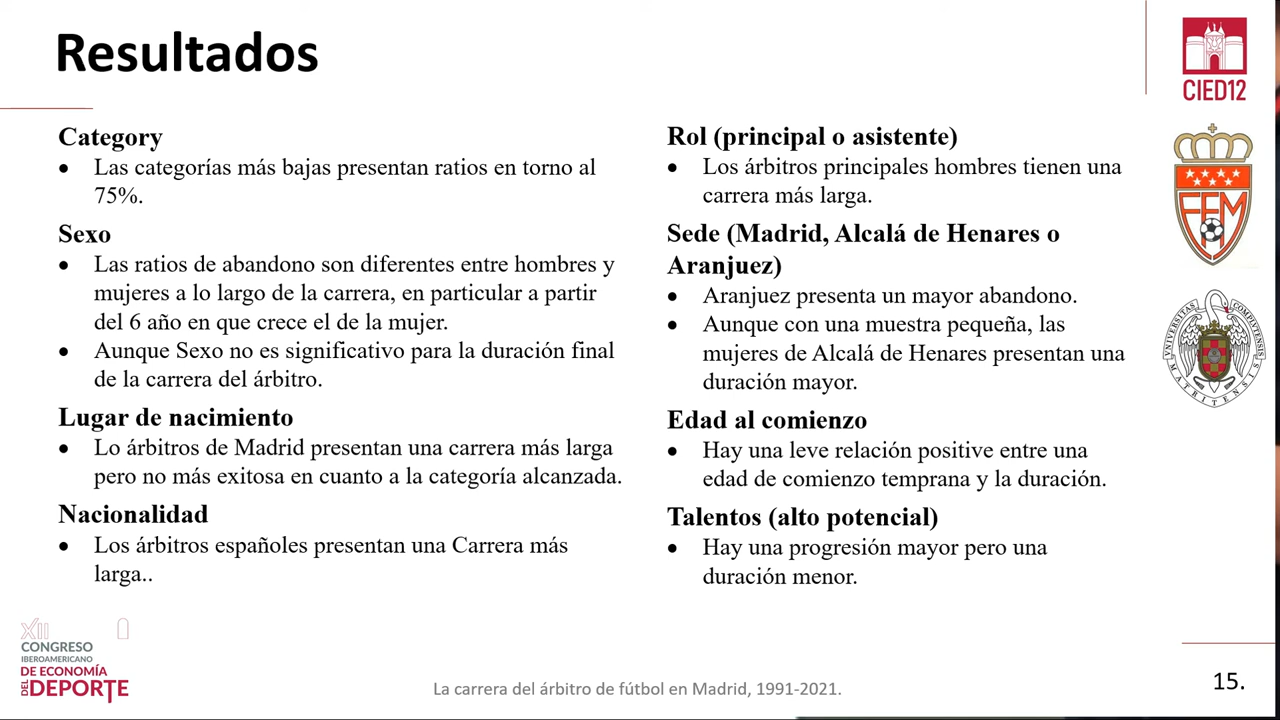 Resultados
Category
• Las categorías más bajas presentan ratios en torno al
75%.
Sexo
• Las ratios de abandono son diferentes entre hombres y
mujeres a lo largo de la carrera, en particular a partir
del 6 año en que crece el de la mujer.
• Aunque Sexo no es significativo para la duración final
de la carrera del árbitro.
Lugar de nacimiento
• Lo árbitros de Madrid presentan una carrera más larga
pero no más exitosa en cuanto a la categoría alcanzada.
Nacionalidad
• Los árbitros españoles presentan una Carrera más
larga..
Rol (principal o asistente)
• Los árbitros principales hombres tienen una
carrera más larga.
Sede (Madrid, Alcalá de Henares o
Aranjuez)
• Aranjuez presenta un mayor abandono.
• Aunque con una muestra pequeña, las
mujeres de Alcalá de Henares presentan una
duración mayor.
Edad al comienzo
• Hay una leve relación positive entre una
edad de comienzo temprana y la duración.
Talentos (alto potencial)
• Hay una progresión mayor pero una
duración menor.
CIED12
FFM
VNIVERSITAS
COMPLVTENSIS
MATRITENSIS
XII
CONGRESO
IBEROAMERICANO
DE ECONOMÍA
DEL DEPORTE
La carrera del árbitro de fútbol en Madrid, 1991-2021.
15.